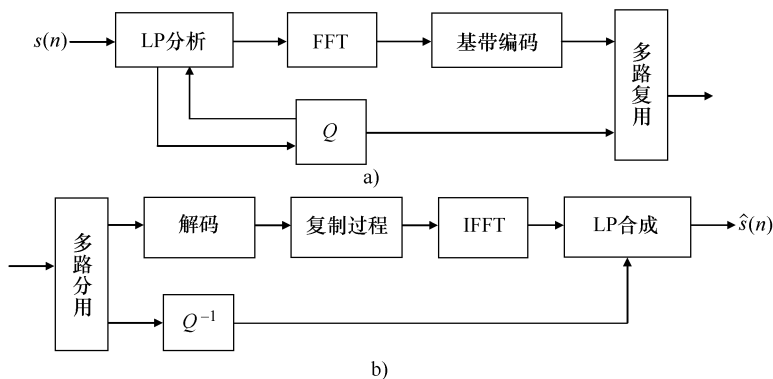 s(n)
LP分析
FFT
基带编码
多路复用
Q
a)
多路分用
解码
复制过程
IFFT
LP合成
ŝ(n)
Q⁻¹
b)